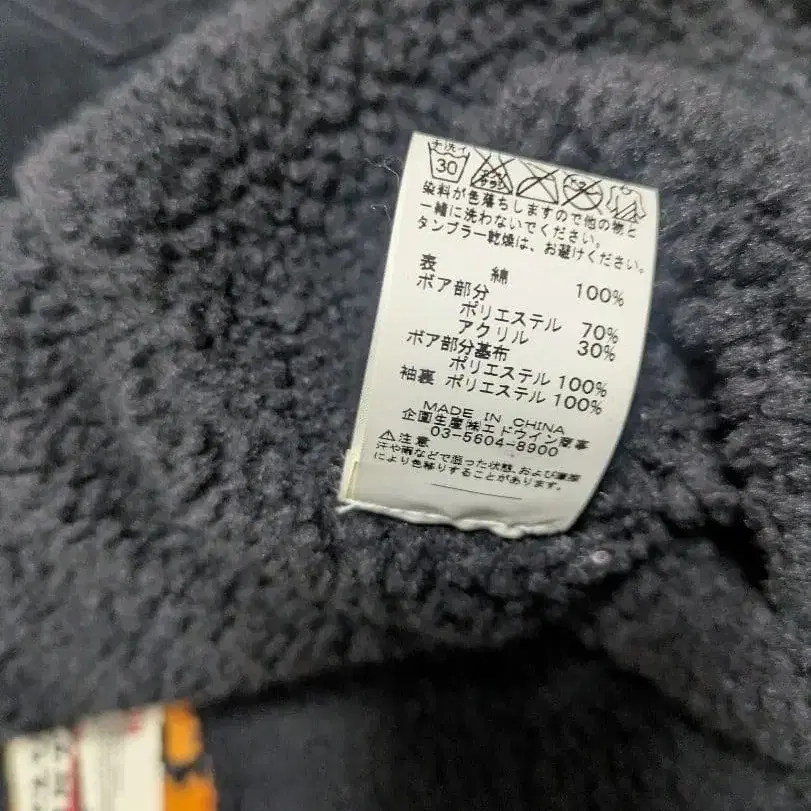 手洗イ
30
エンソ
サラシ
染料が色落ちしますので他の物と
一緒に洗わないでください。
タンブラー乾燥は、お避けください。
表 綿 100%
ボア部分
ポリエステル 70%
アクリル 30%
ボア部分基布
ポリエステル 100%
袖裏 ポリエステル 100%
MADE IN CHINA
企画生産㈱エドウイン商事
03-5604-8900
⚠注意
汗や雨などで湿った状態、および摩擦
により色移りすることがあります。